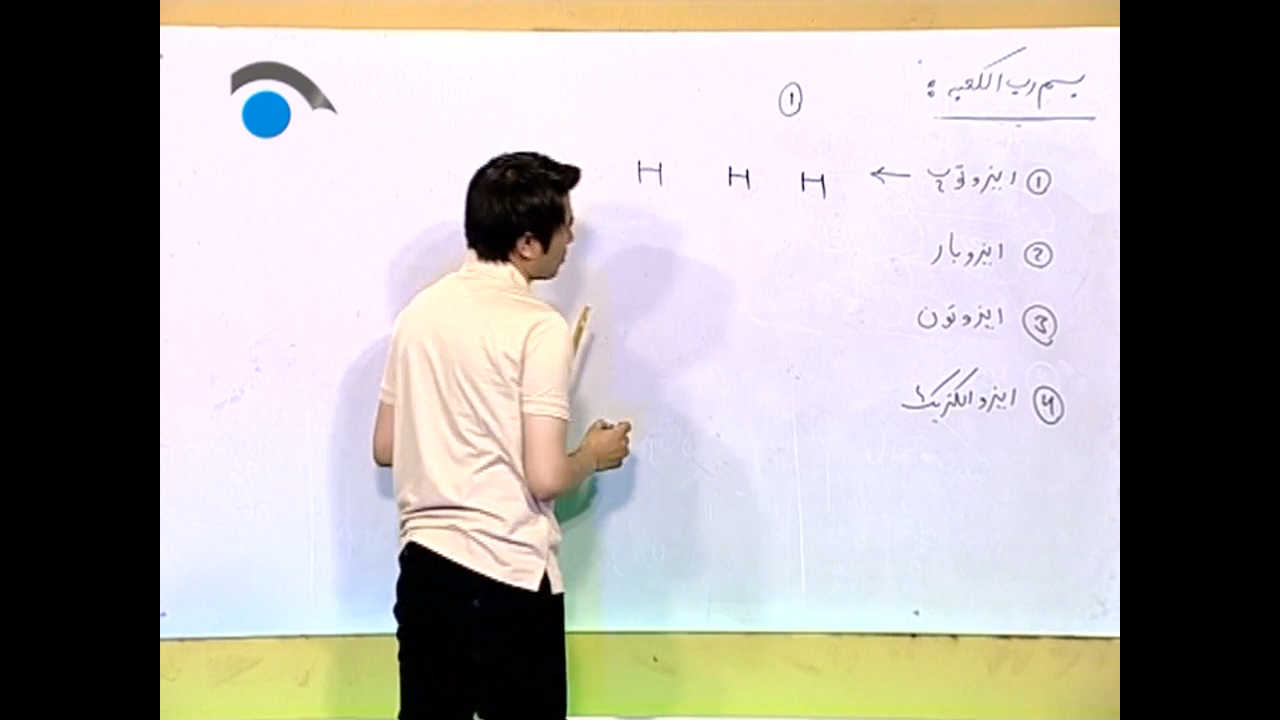 بسم رب الکعبه :
①
① ایزوتوپ ← H H H
② ایزوبار
③ ایزوتون
④ ایزوالکتریک